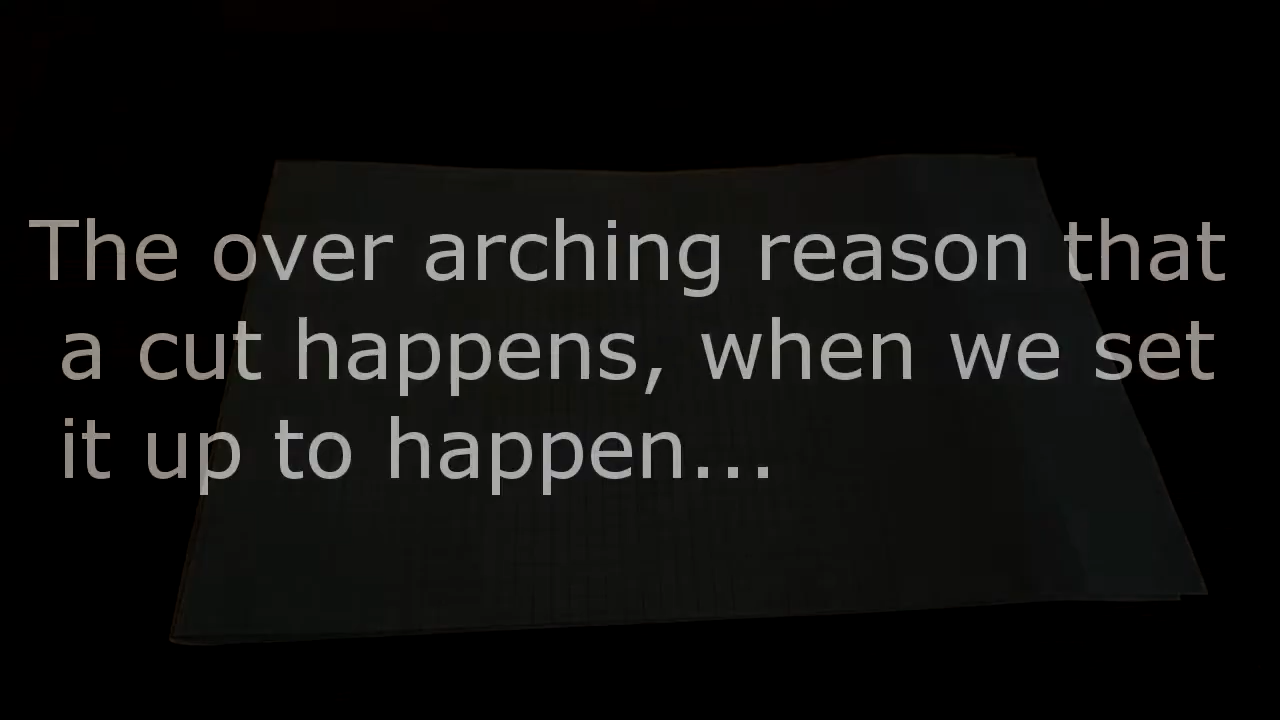 The over arching reason that
a cut happens, when we set
it up to happen...